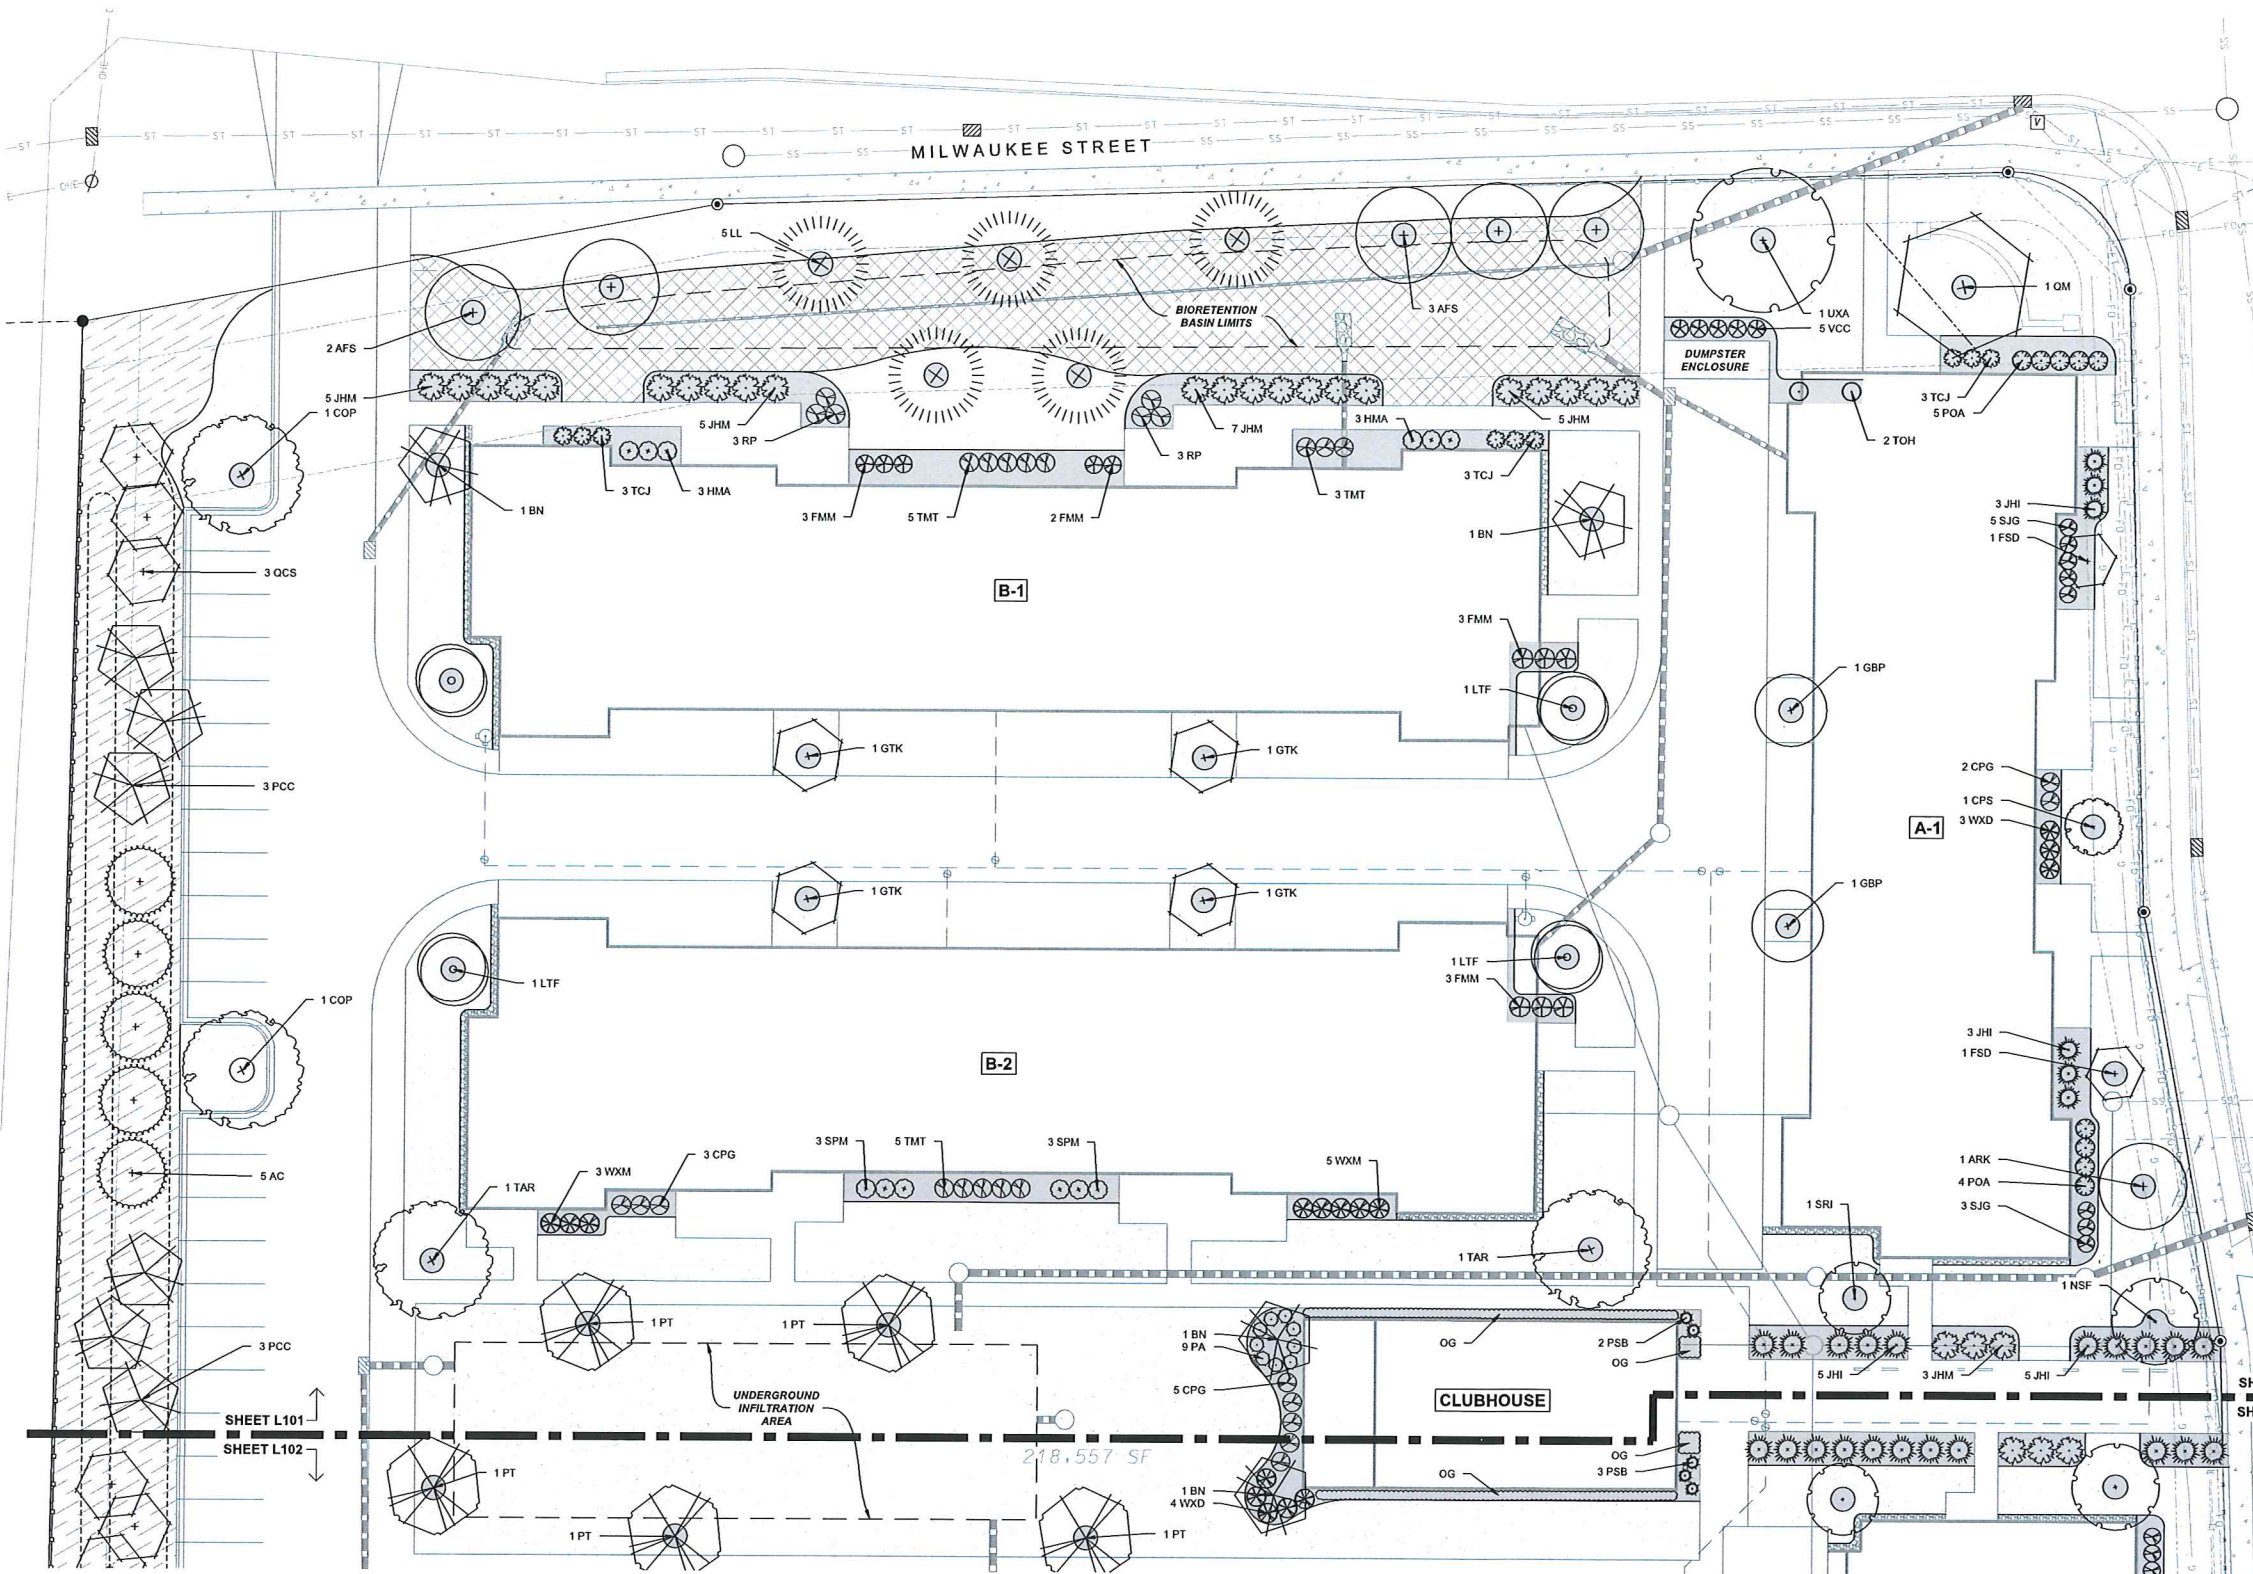 MILWAUKEE STREET
5 LL
BIORETENTION
BASIN LIMITS
3 AFS
1 UXA
5 VCC
1 QM
DUMPSTER
ENCLOSURE
2 AFS
5 JHM
1 COP
5 JHM
3 RP
3 RP
7 JHM
3 HMA
5 JHM
3 TCJ
5 POA
2 TOH
1 BN
3 TCJ
3 HMA
3 FMM
5 TMT
2 FMM
3 TMT
3 TCJ
1 BN
3 JHI
5 SJG
1 FSD
3 QCS
B-1
3 FMM
1 LTF
1 GBP
3 PCC
1 GTK
1 GTK
2 CPG
1 CPS
3 WXD
A-1
1 GTK
1 GTK
1 GBP
1 COP
1 LTF
1 LTF
3 FMM
B-2
3 JHI
1 FSD
5 AC
1 TAR
3 WXM
3 CPG
3 SPM
5 TMT
3 SPM
5 WXM
1 TAR
1 ARK
4 POA
3 SJG
1 SRI
1 NSF
1 PT
1 PT
1 BN
9 PA
OG
2 PSB
OG
5 CPG
5 JHI
3 JHM
5 JHI
3 PCC
UNDERGROUND
INFILTRATION
AREA
CLUBHOUSE
SHEET L101
SHEET L102
SH
SH
218,557 SF
1 PT
OG
3 PSB
OG
1 BN
4 WXD
1 PT
1 PT